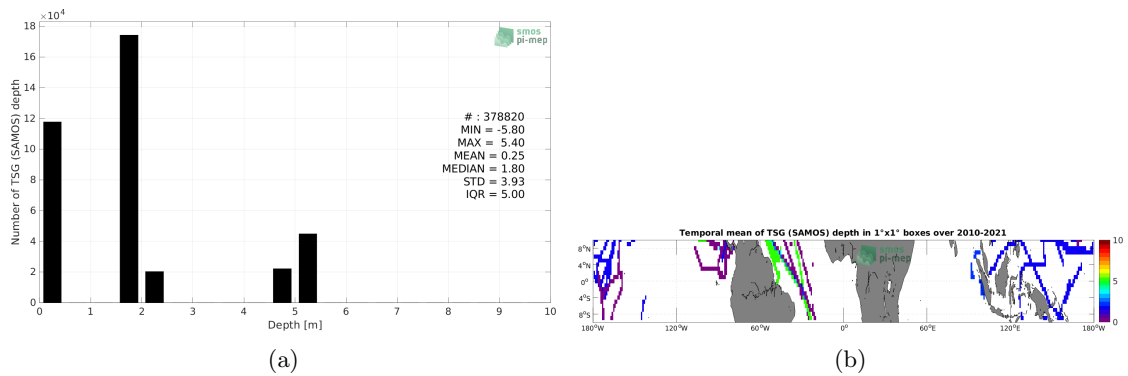 ×10⁴
18
16
14
12
10
8
6
4
2
0
Number of TSG (SAMOS) depth
smos
pi-mep
# : 378820
MIN = -5.80
MAX = 5.40
MEAN = 0.25
MEDIAN = 1.80
STD = 3.93
IQR = 5.00
0 1 2 3 4 5 6 7 8 9 10
Depth [m]
(a)
Temporal mean of TSG (SAMOS) depth in 1°x1° boxes over 2010-2021
smos
pi-mep
8°N
4°N
0°
4°S
8°S
180°W 120°W 60°W 0° 60°E 120°E 180°W
10
5
0
(b)